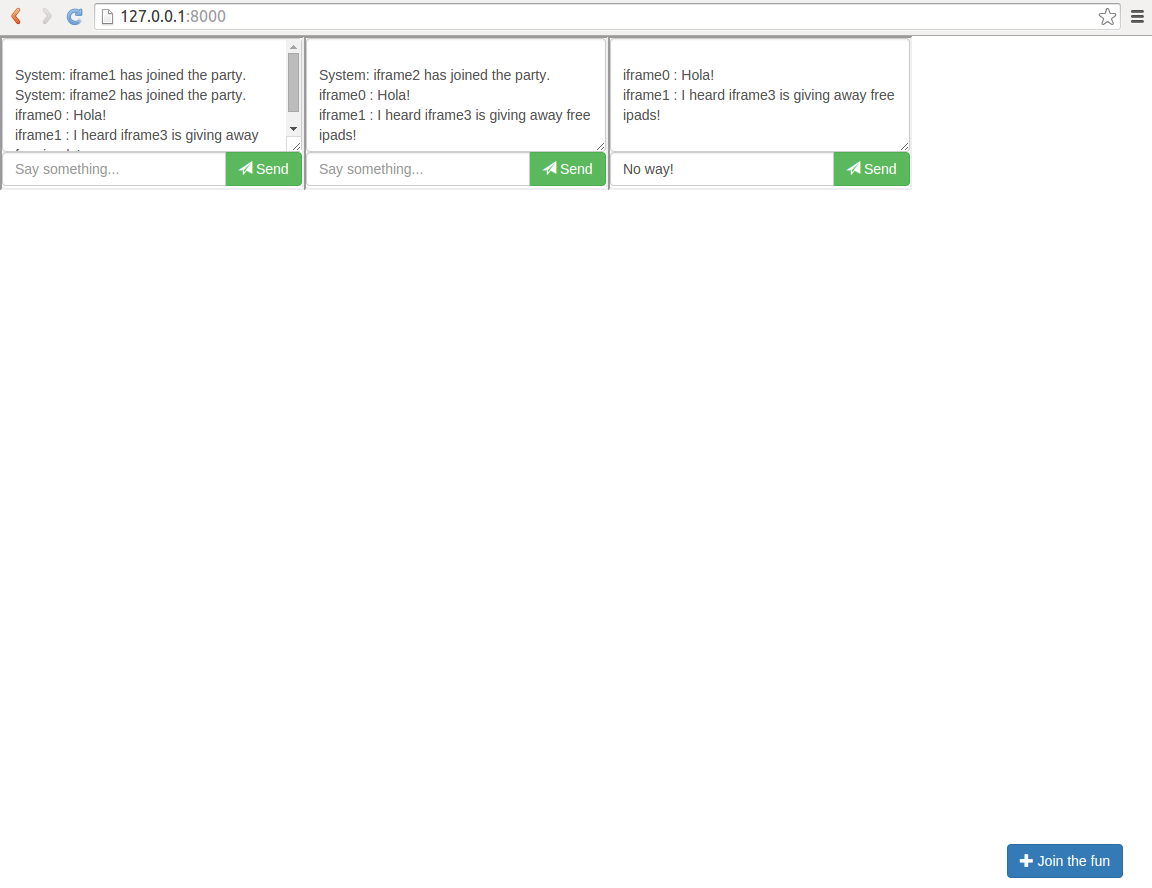 127.0.0.1:8000
System: iframe1 has joined the party.
System: iframe2 has joined the party.
iframe0 : Hola!
iframe1 : I heard iframe3 is giving away
Say something...
Send
System: iframe2 has joined the party.
iframe0 : Hola!
iframe1 : I heard iframe3 is giving away free
ipads!
Say something...
Send
iframe0 : Hola!
iframe1 : I heard iframe3 is giving away free
ipads!
No way!
Send
Join the fun